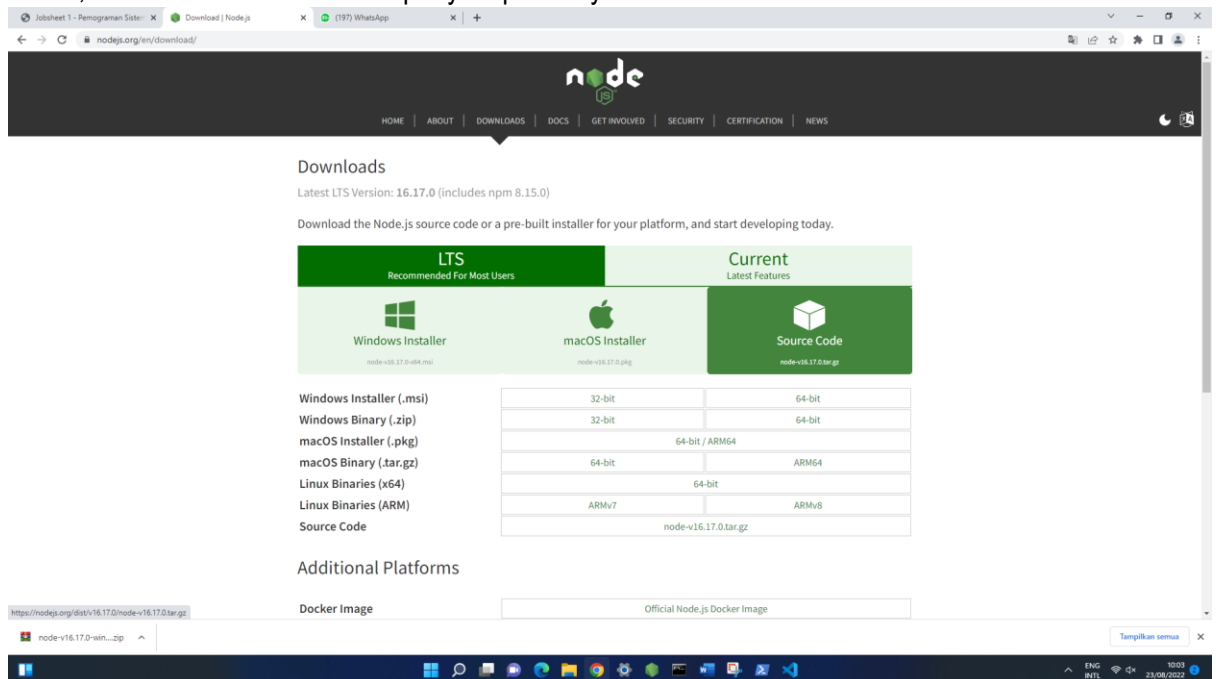 Jobsheet 1 - Pemograman Sister
Download | Node.js
(197) WhatsApp
nodejs.org/en/download/
node
JS
HOME | ABOUT | DOWNLOADS | DOCS | GET INVOLVED | SECURITY | CERTIFICATION | NEWS
Downloads
Latest LTS Version: 16.17.0 (includes npm 8.15.0)
Download the Node.js source code or a pre-built installer for your platform, and start developing today.
LTS Current
Recommended For Most Users Latest Features
Windows Installer macOS Installer Source Code
node-v16.17.0-x64.msi node-v16.17.0.pkg node-v16.17.0.tar.gz
Windows Installer (.msi) 32-bit 64-bit
Windows Binary (.zip) 32-bit 64-bit
macOS Installer (.pkg) 64-bit / ARM64
macOS Binary (.tar.gz) 64-bit ARM64
Linux Binaries (x64) 64-bit
Linux Binaries (ARM) ARMv7 ARMv8
Source Code node-v16.17.0.tar.gz
Additional Platforms
Docker Image Official Node.js Docker Image
https://nodejs.org/dist/v16.17.0/node-v16.17.0.tar.gz
node-v16.17.0-win....zip Tampilkan semua
ENG 10:03
INTL 23/08/2022